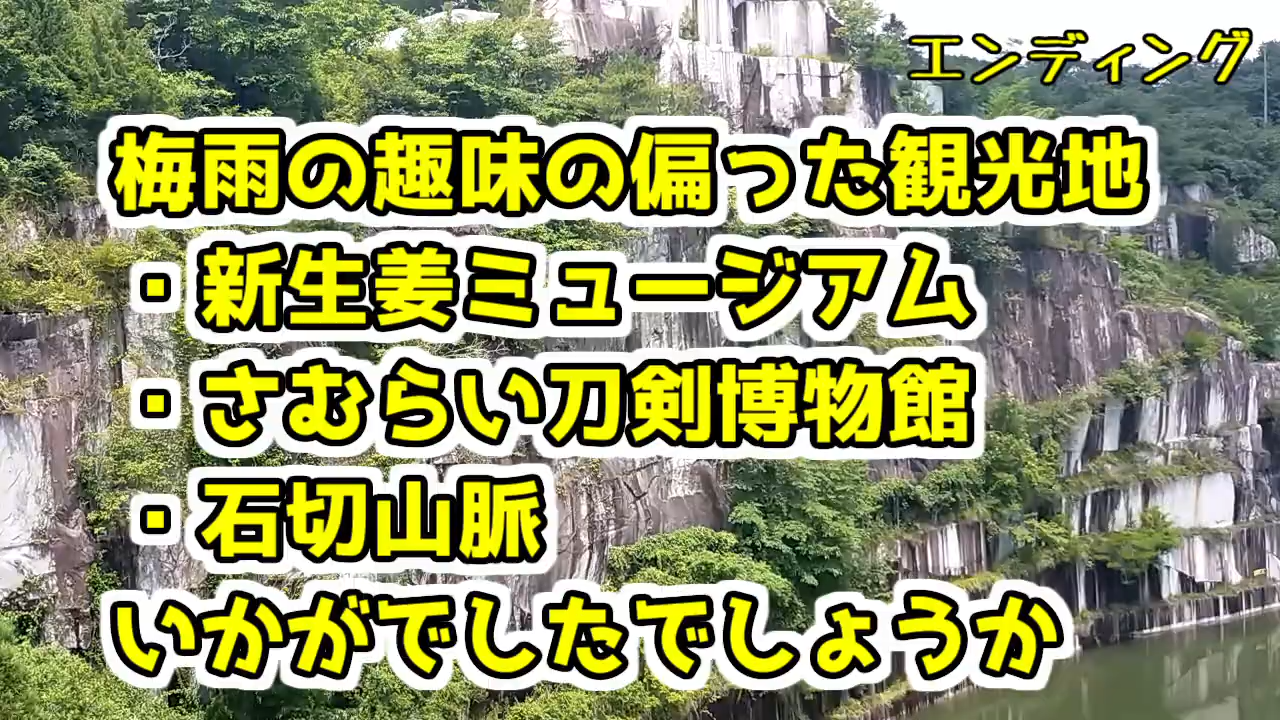 エンディング
梅雨の趣味の偏った観光地
・新生姜ミュージアム
・さむらい刀剣博物館
・石切山脈
いかがでしたでしょうか